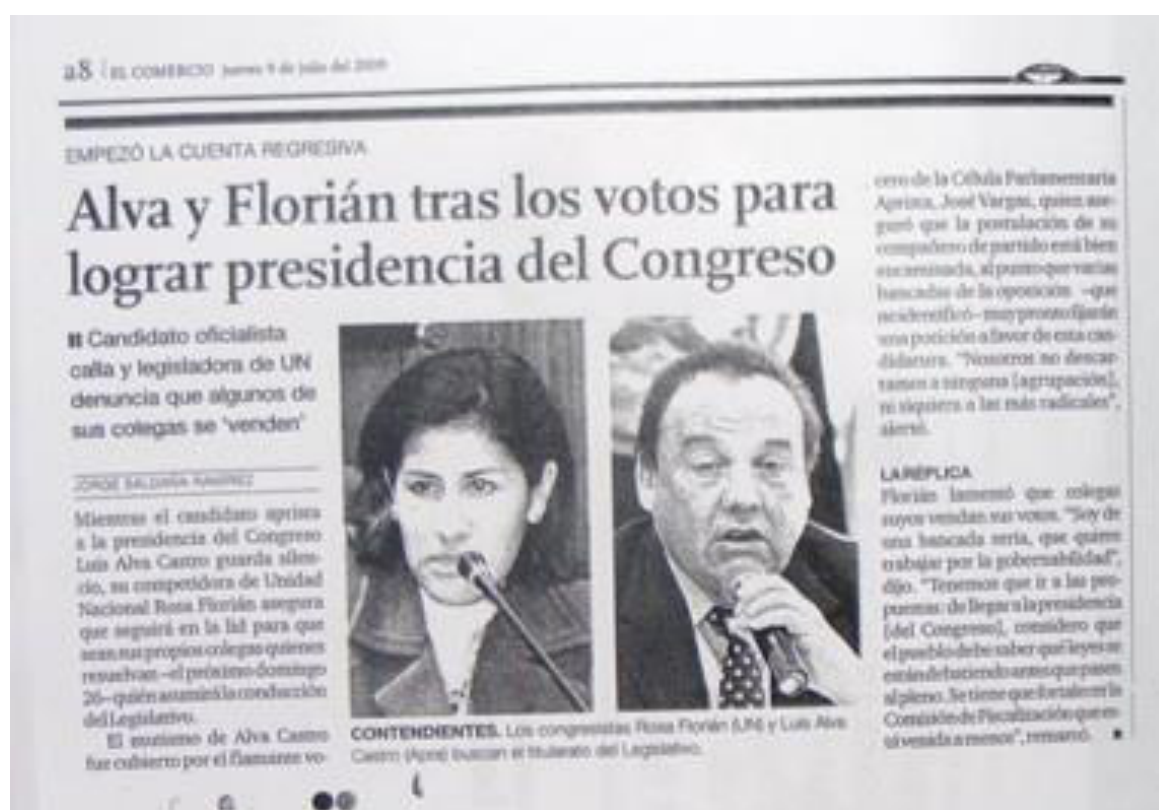 a8 EL COMERCIO Jueves 9 de julio del
EMPEZÓ LA CUENTA REGRESIVA
Alva y Florián tras los votos para
lograr presidencia del Congreso
Candidato oficialista
calla y legisladora de UN
denuncia que algunos de
sus colegas se 'venden'
JORGE SALDAÑA RAMÍREZ
Mientras el candidato aprista
a la presidencia del Congreso
Luis Alva Castro guarda silen-
cio, su competidora de Unidad
Nacional Rosa Florián asegura
que seguirá en la lid para que
sean sus propios colegas quienes
resuelvan –el próximo domingo
26– quién asumirá la conducción
del Legislativo.
El mutismo de Alva Castro
fue cubierto por el flamante vo-
CONTENDIENTES. Los congresistas Rosa Florián (UN) y Luis Alva
Castro (Apra) buscan el titularato del Legislativo.
cero de la Célula Parlamentaria
Aprista, José Vargas, quien ase-
guró que la postulación de su
compañero de partido está bien
encaminada, al punto que varias
bancadas de la oposición –que
no identificó– muy pronto fijarán
una posición a favor de esta can-
didatura. "Nosotros no descar-
tamos a ninguna [agrupación],
ni siquiera a las más radicales",
alertó.
LA RÉPLICA
Florián lamentó que colegas
suyos vendan sus votos. "Soy de
una bancada seria, que quiere
trabajar por la gobernabilidad",
dijo. "Tenemos que ir a las pro-
puestas: de llegar a la presidencia
[del Congreso], considero que
el pueblo debe saber qué leyes se
están debatiendo antes que pasen
al pleno. Se tiene que fortalecer la
Comisión de Fiscalización que es-
tá venida a menos", remarcó.